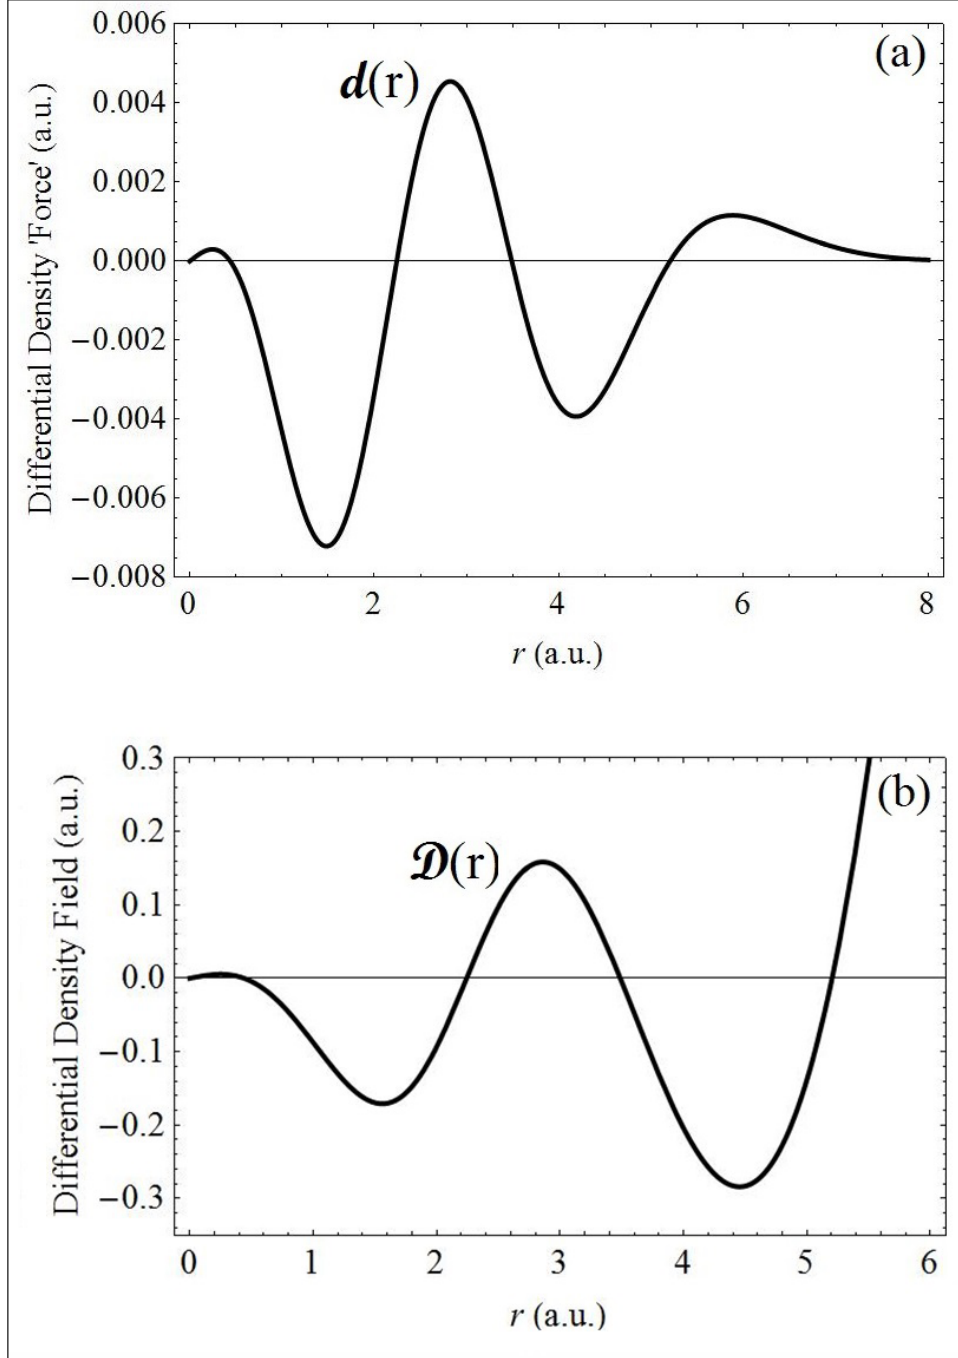 0.006
(a)
𝒅(r)
0.004
0.002
0.000
−0.002
−0.004
−0.006
−0.008
Differential Density 'Force' (a.u.)
0 2 4 6 8
r (a.u.)
0.3
(b)
𝓓(r)
0.2
0.1
0.0
−0.1
−0.2
−0.3
Differential Density Field (a.u.)
0 1 2 3 4 5 6
r (a.u.)